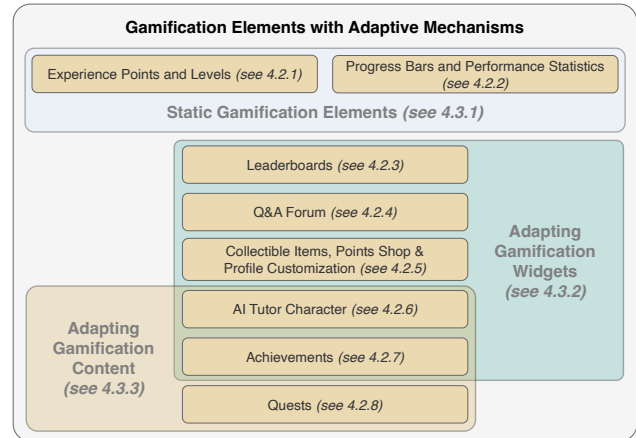 Gamification Elements with Adaptive Mechanisms
Experience Points and Levels (see 4.2.1)
Progress Bars and Performance Statistics
(see 4.2.2)
Static Gamification Elements (see 4.3.1)
Leaderboards (see 4.2.3)
Q&A Forum (see 4.2.4)
Collectible Items, Points Shop &
Profile Customization (see 4.2.5)
Adapting
Gamification
Widgets
(see 4.3.2)
AI Tutor Character (see 4.2.6)
Achievements (see 4.2.7)
Adapting
Gamification
Content
(see 4.3.3)
Quests (see 4.2.8)